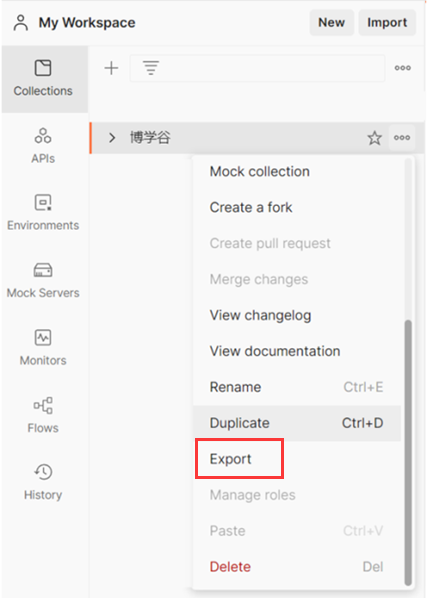 My Workspace New Import
Collections
博学谷
APIs
Environments
Mock Servers
Monitors
Flows
History
Mock collection
Create a fork
Create pull request
Merge changes
View changelog
View documentation
Rename Ctrl+E
Duplicate Ctrl+D
Export
Manage roles
Paste Ctrl+V
Delete Del